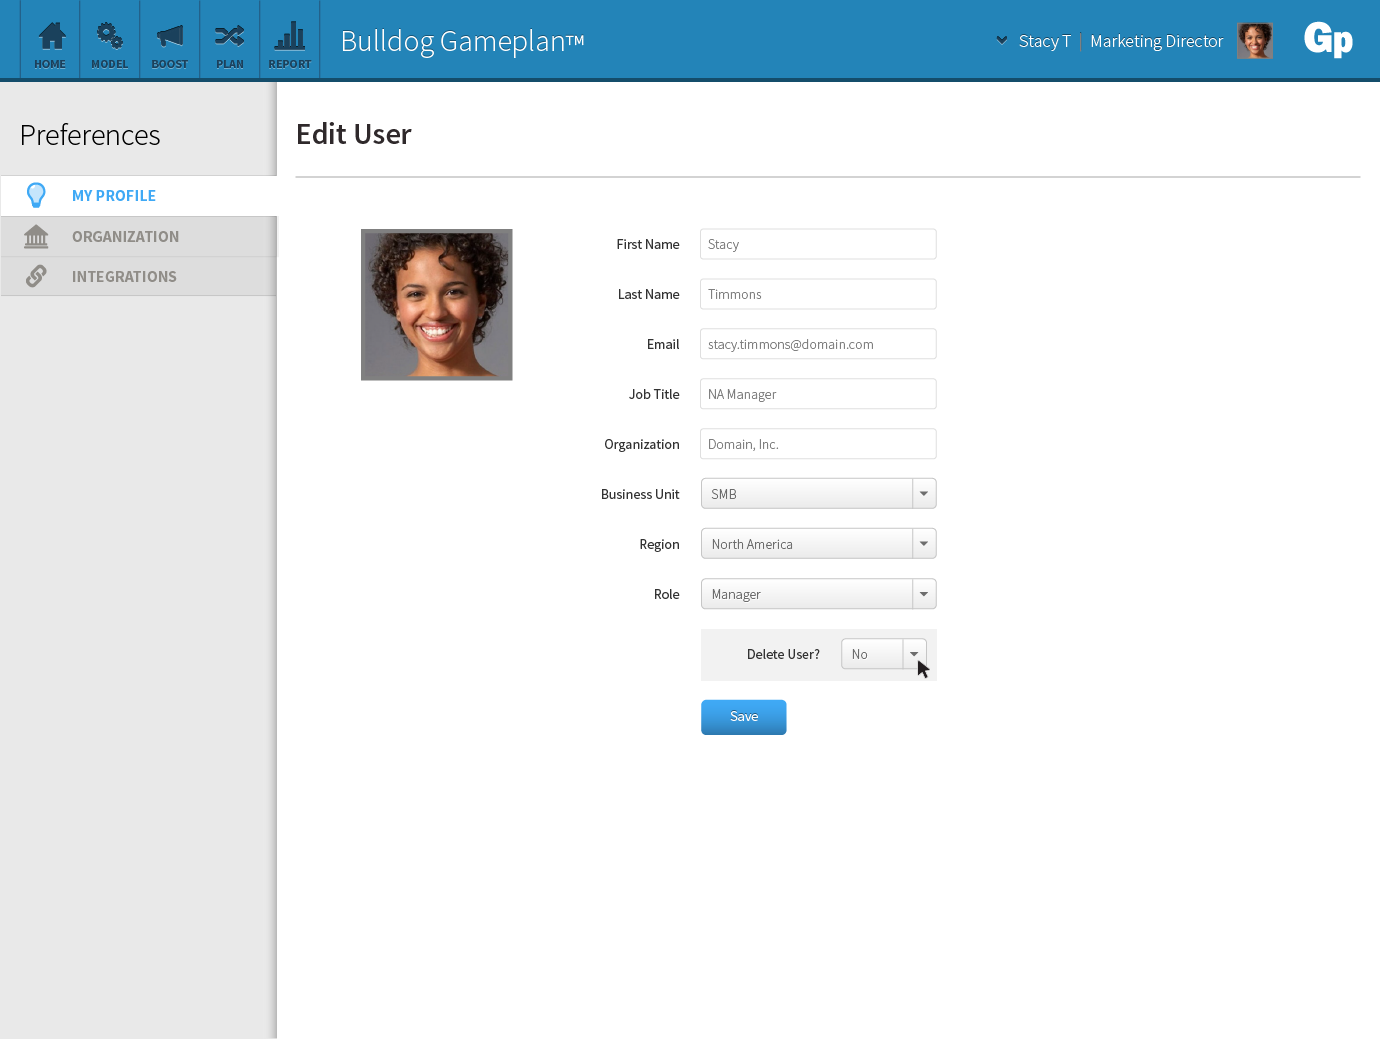 HOME
MODEL
BOOST
PLAN
REPORT
Bulldog Gameplan™
Stacy T
Marketing Director
Gp
Preferences
MY PROFILE
ORGANIZATION
INTEGRATIONS
Edit User
First Name Stacy
Last Name Timmons
Email stacy.timmons@domain.com
Job Title NA Manager
Organization Domain, Inc.
Business Unit SMB
Region North America
Role Manager
Delete User? No
Save